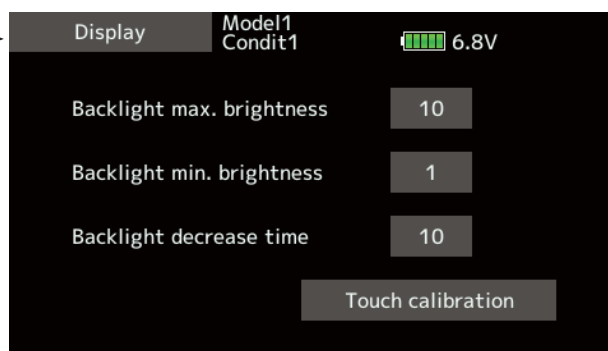 Display
Model1
Condit1
6.8V
Backlight max. brightness 10
Backlight min. brightness 1
Backlight decrease time 10
Touch calibration